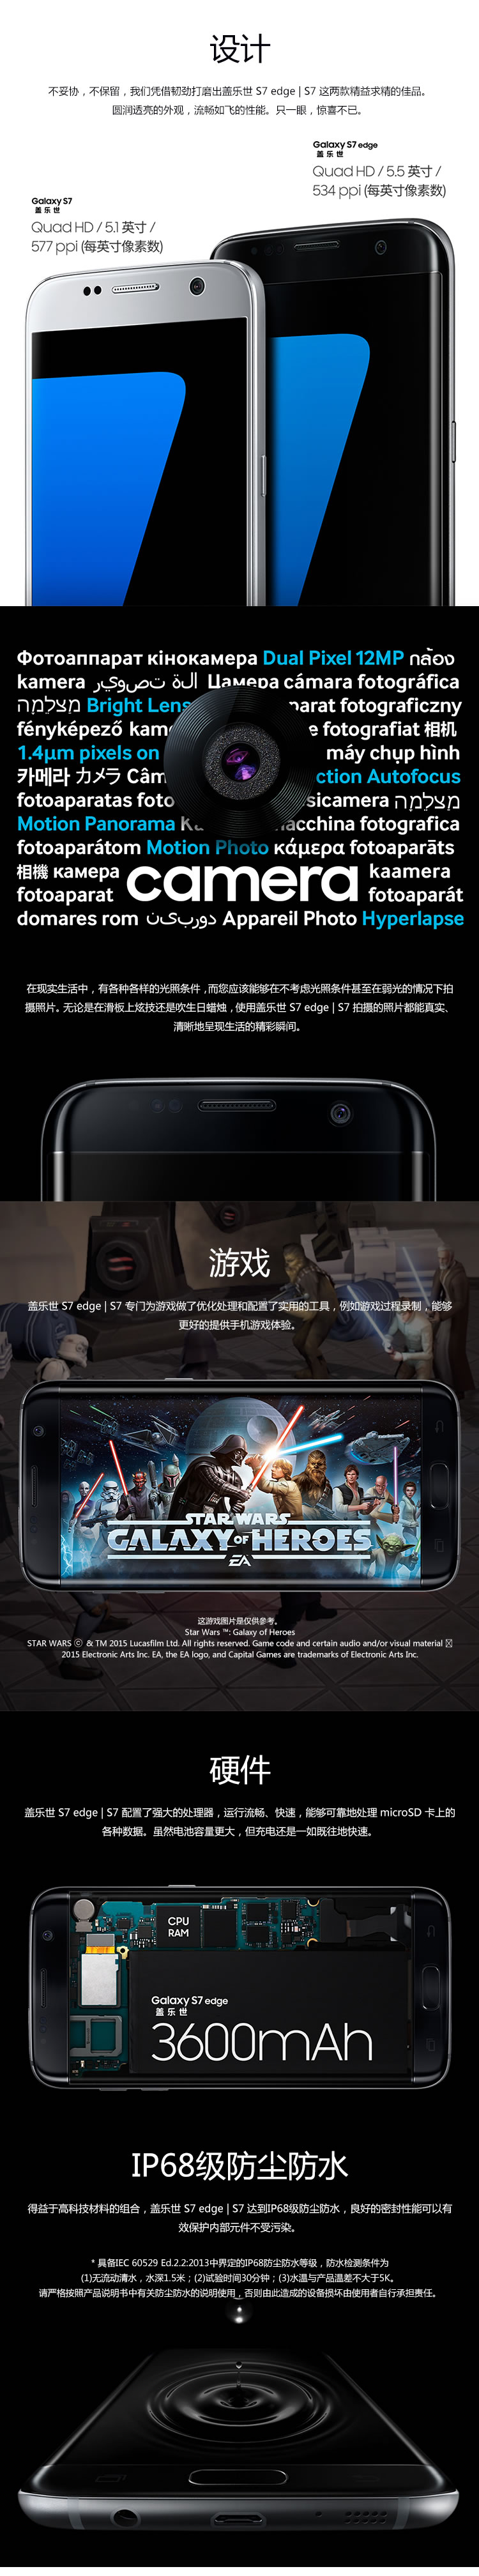 设计
不妥协，不保留，我们凭借韧劲打磨出盖乐世 S7 edge | S7 这两款精益求精的佳品。
圆润透亮的外观，流畅如飞的性能。只一眼，惊喜不已。
Galaxy S7 edge
盖乐世
Quad HD / 5.5 英寸 /
534 ppi (每英寸像素数)
Galaxy S7
盖乐世
Quad HD / 5.1 英寸 /
577 ppi (每英寸像素数)
Фотоаппарат кінокамера Dual Pixel 12MP กล้อง
kamera Цамера cámara fotográfica
מצלמה Bright Lens parat fotograficzny
fényképező e fotografiat 相机
1.4μm pixels on máy chụp hình
카메라 カメラ Câm ction Autofocus
fotoaparatas foto sicamera מצלמה
Motion Panorama Ka acchina fotografica
fotoaparátom Motion Photo κάμερα fotoaparāts
相機 камера camera kaamera
fotoaparat fotoaparát
domares rom دوربین Appareil Photo Hyperlapse
在现实生活中，有各种各样的光照条件，而您应该能够在不考虑光照条件甚至在弱光的情况下拍
摄照片。无论是在滑板上炫技还是吹生日蜡烛，使用盖乐世 S7 edge | S7 拍摄的照片都能真实、
清晰地呈现生活的精彩瞬间。
游戏
盖乐世 S7 edge | S7 专门为游戏做了优化处理和配置了实用的工具，例如游戏过程录制，能够
更好的提供手机游戏体验。
STAR WARS
GALAXY OF HEROES
EA
这游戏图片是仅供參考。
Star Wars ™: Galaxy of Heroes
STAR WARS © & TM 2015 Lucasfilm Ltd. All rights reserved. Game code and certain audio and/or visual material
2015 Electronic Arts Inc. EA, the EA logo, and Capital Games are trademarks of Electronic Arts Inc.
硬件
盖乐世 S7 edge | S7 配置了强大的处理器，运行流畅、快速，能够可靠地处理 microSD 卡上的
各种数据。虽然电池容量更大，但充电还是一如既往地快速。
CPU
RAM
Galaxy S7 edge
盖乐世
3600mAh
IP68级防尘防水
得益于高科技材料的组合，盖乐世 S7 edge | S7 达到IP68级防尘防水，良好的密封性能可以有
效保护内部元件不受污染。
* 具备IEC 60529 Ed.2.2:2013中界定的IP68防尘防水等级，防水检测条件为
(1)无流动清水，水深1.5米；(2)试验时间30分钟；(3)水温与产品温差不大于5K。
请严格按照产品说明书中有关防尘防水的说明使用，否则由此造成的设备损坏由使用者自行承担责任。